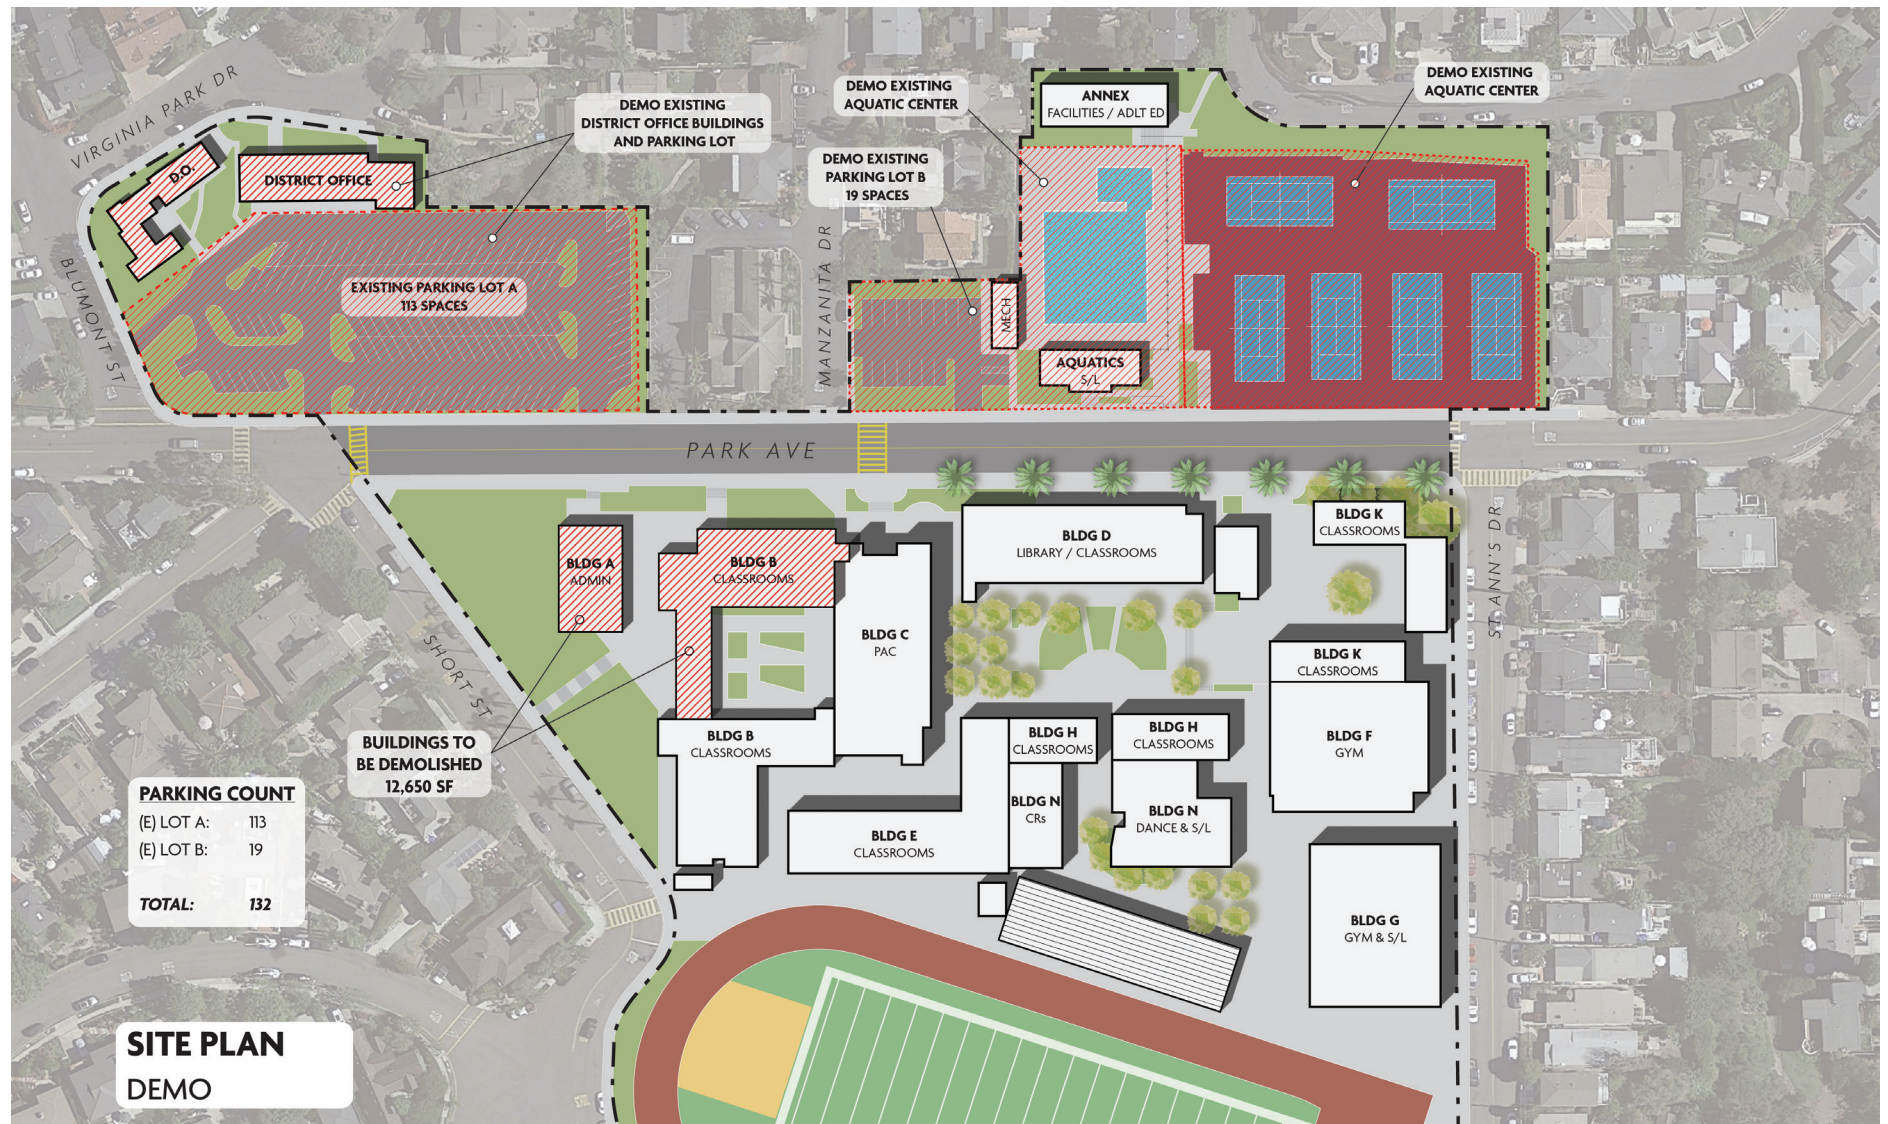 VIRGINIA PARK DR
DEMO EXISTING
DISTRICT OFFICE BUILDINGS
AND PARKING LOT
DEMO EXISTING
AQUATIC CENTER
ANNEX
FACILITIES / ADLT ED
DEMO EXISTING
AQUATIC CENTER
DEMO EXISTING
PARKING LOT B
19 SPACES
D.O.
DISTRICT OFFICE
BLUMONT ST
EXISTING PARKING LOT A
113 SPACES
MANZANITA DR
MECH
AQUATICS
S/L
PARK AVE
BLDG A
ADMIN
BLDG B
CLASSROOMS
BLDG C
PAC
BLDG D
LIBRARY / CLASSROOMS
BLDG K
CLASSROOMS
ST ANN'S DR
SHORT ST
BLDG K
CLASSROOMS
BUILDINGS TO
BE DEMOLISHED
12,650 SF
BLDG B
CLASSROOMS
BLDG H
CLASSROOMS
BLDG H
CLASSROOMS
BLDG F
GYM
PARKING COUNT
(E) LOT A: 113
(E) LOT B: 19
TOTAL: 132
BLDG E
CLASSROOMS
BLDG N
CRs
BLDG N
DANCE & S/L
BLDG G
GYM & S/L
SITE PLAN
DEMO